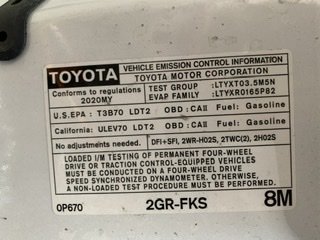 TOYOTA
VEHICLE EMISSION CONTROL INFORMATION
TOYOTA MOTOR CORPORATION
Conforms to regulations
2020MY
TEST GROUP :LTYXT03.5M5N
EVAP FAMILY :LTYXR0165P82
U.S.EPA : T3B70 LDT2 OBD:CAII Fuel: Gasoline
California: ULEV70 LDT2 OBD:CAII Fuel: Gasoline
No adjustments needed. DFI+SFI, 2WR-HO2S, 2TWC(2), 2HO2S
LOADED I/M TESTING OF PERMANENT FOUR-WHEEL
DRIVE OR TRACTION CONTROL-EQUIPPED VEHICLES
MUST BE CONDUCTED ON A FOUR-WHEEL DRIVE
SPEED SYNCHRONIZING DYNAMOMETER. OTHERWISE,
A NON-LOADED TEST PROCEDURE MUST BE CONDUCTED.
0P670 2GR-FKS 8M